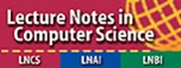 Lecture Notes in
Computer Science
LNCS LNAI LNBI